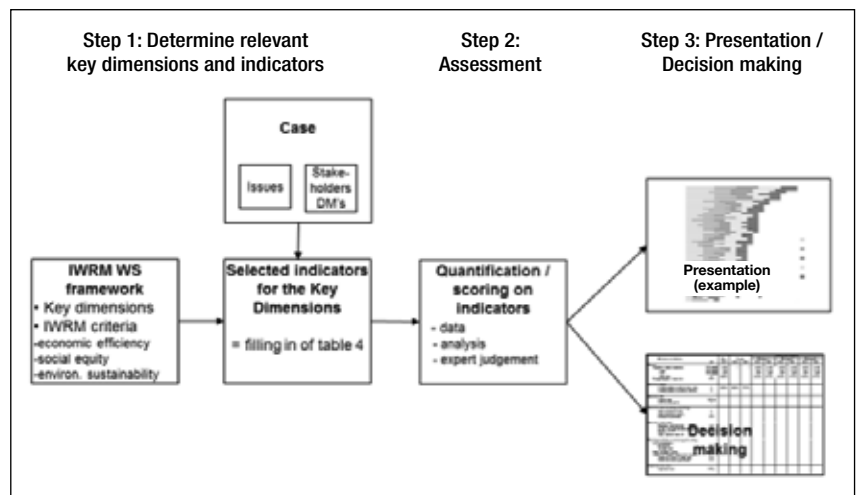 Step 1: Determine relevant
key dimensions and indicators
Step 2:
Assessment
Step 3: Presentation /
Decision making
Case
Issues
Stake-
holders
DM's
IWRM WS
framework
• Key dimensions
• IWRM criteria
-economic efficiency
-social equity
-environ. sustainability
Selected indicators
for the Key
Dimensions
= filling in of table 4
Quantification /
scoring on
indicators
- data
- analysis
- expert judgement
Presentation
(example)
Decision
making